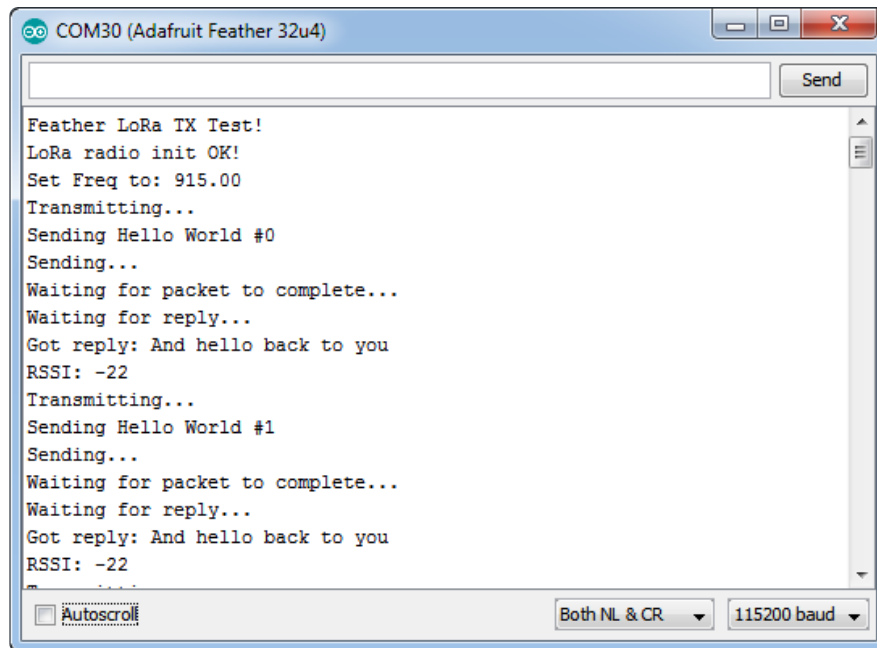 COM30 (Adafruit Feather 32u4)
Send
Feather LoRa TX Test!
LoRa radio init OK!
Set Freq to: 915.00
Transmitting...
Sending Hello World #0
Sending...
Waiting for packet to complete...
Waiting for reply...
Got reply: And hello back to you
RSSI: -22
Transmitting...
Sending Hello World #1
Sending...
Waiting for packet to complete...
Waiting for reply...
Got reply: And hello back to you
RSSI: -22
Autoscroll Both NL & CR 115200 baud